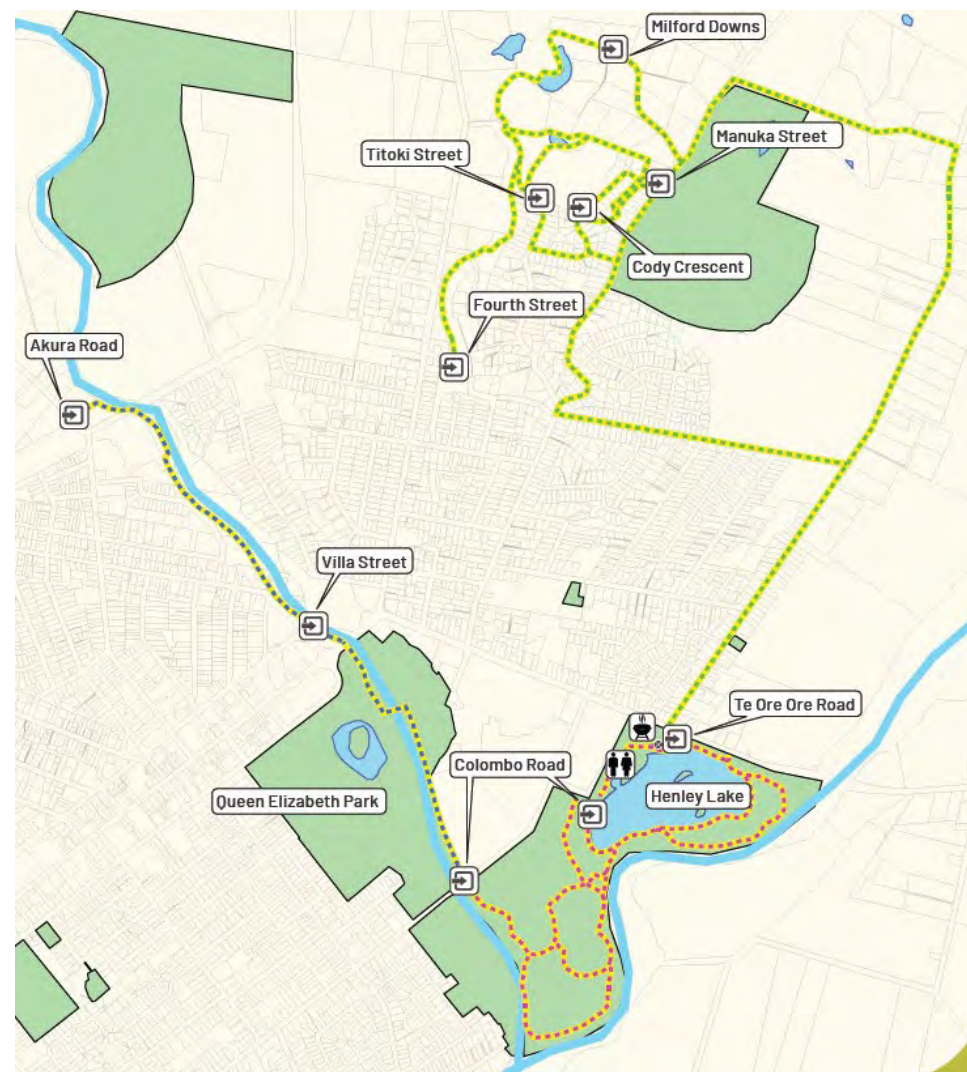 Milford Downs
Manuka Street
Titoki Street
Cody Crescent
Fourth Street
Akura Road
Villa Street
Te Ore Ore Road
Colombo Road
Henley Lake
Queen Elizabeth Park